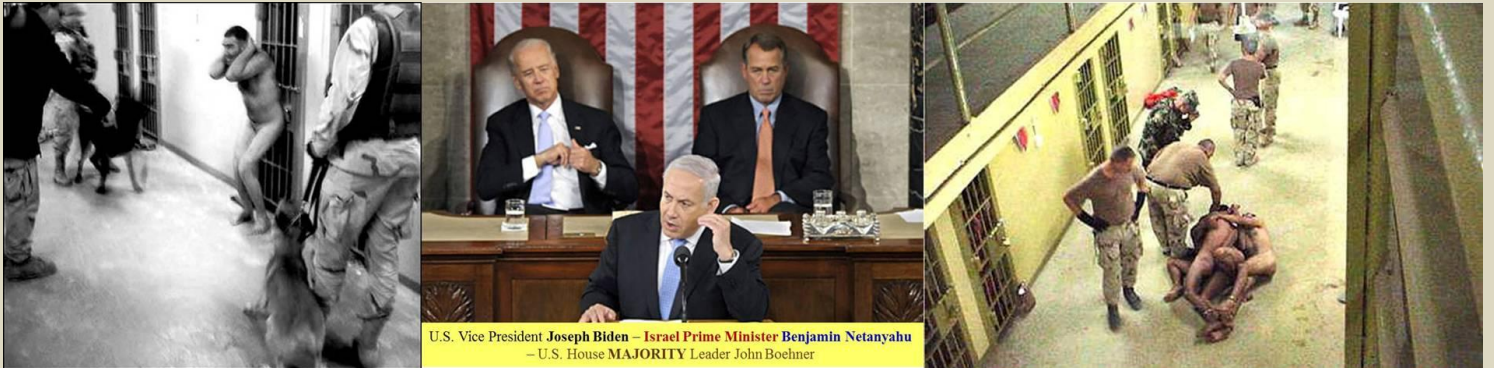 U.S. Vice President Joseph Biden – Israel Prime Minister Benjamin Netanyahu
– U.S. House MAJORITY Leader John Boehner